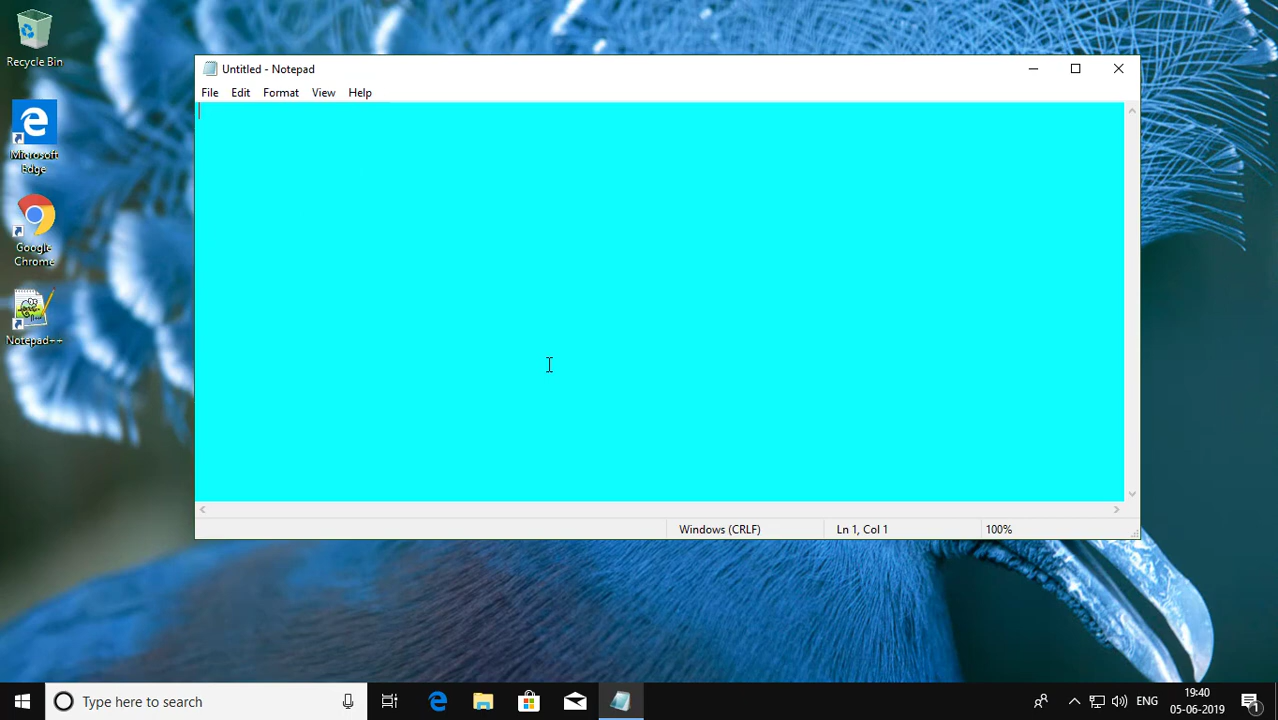 Recycle Bin
Untitled - Notepad
File Edit Format View Help
Microsoft
Edge
Google
Chrome
Notepad++
Windows (CRLF) Ln 1, Col 1 100%
Type here to search
ENG
19:40
05-06-2019
1